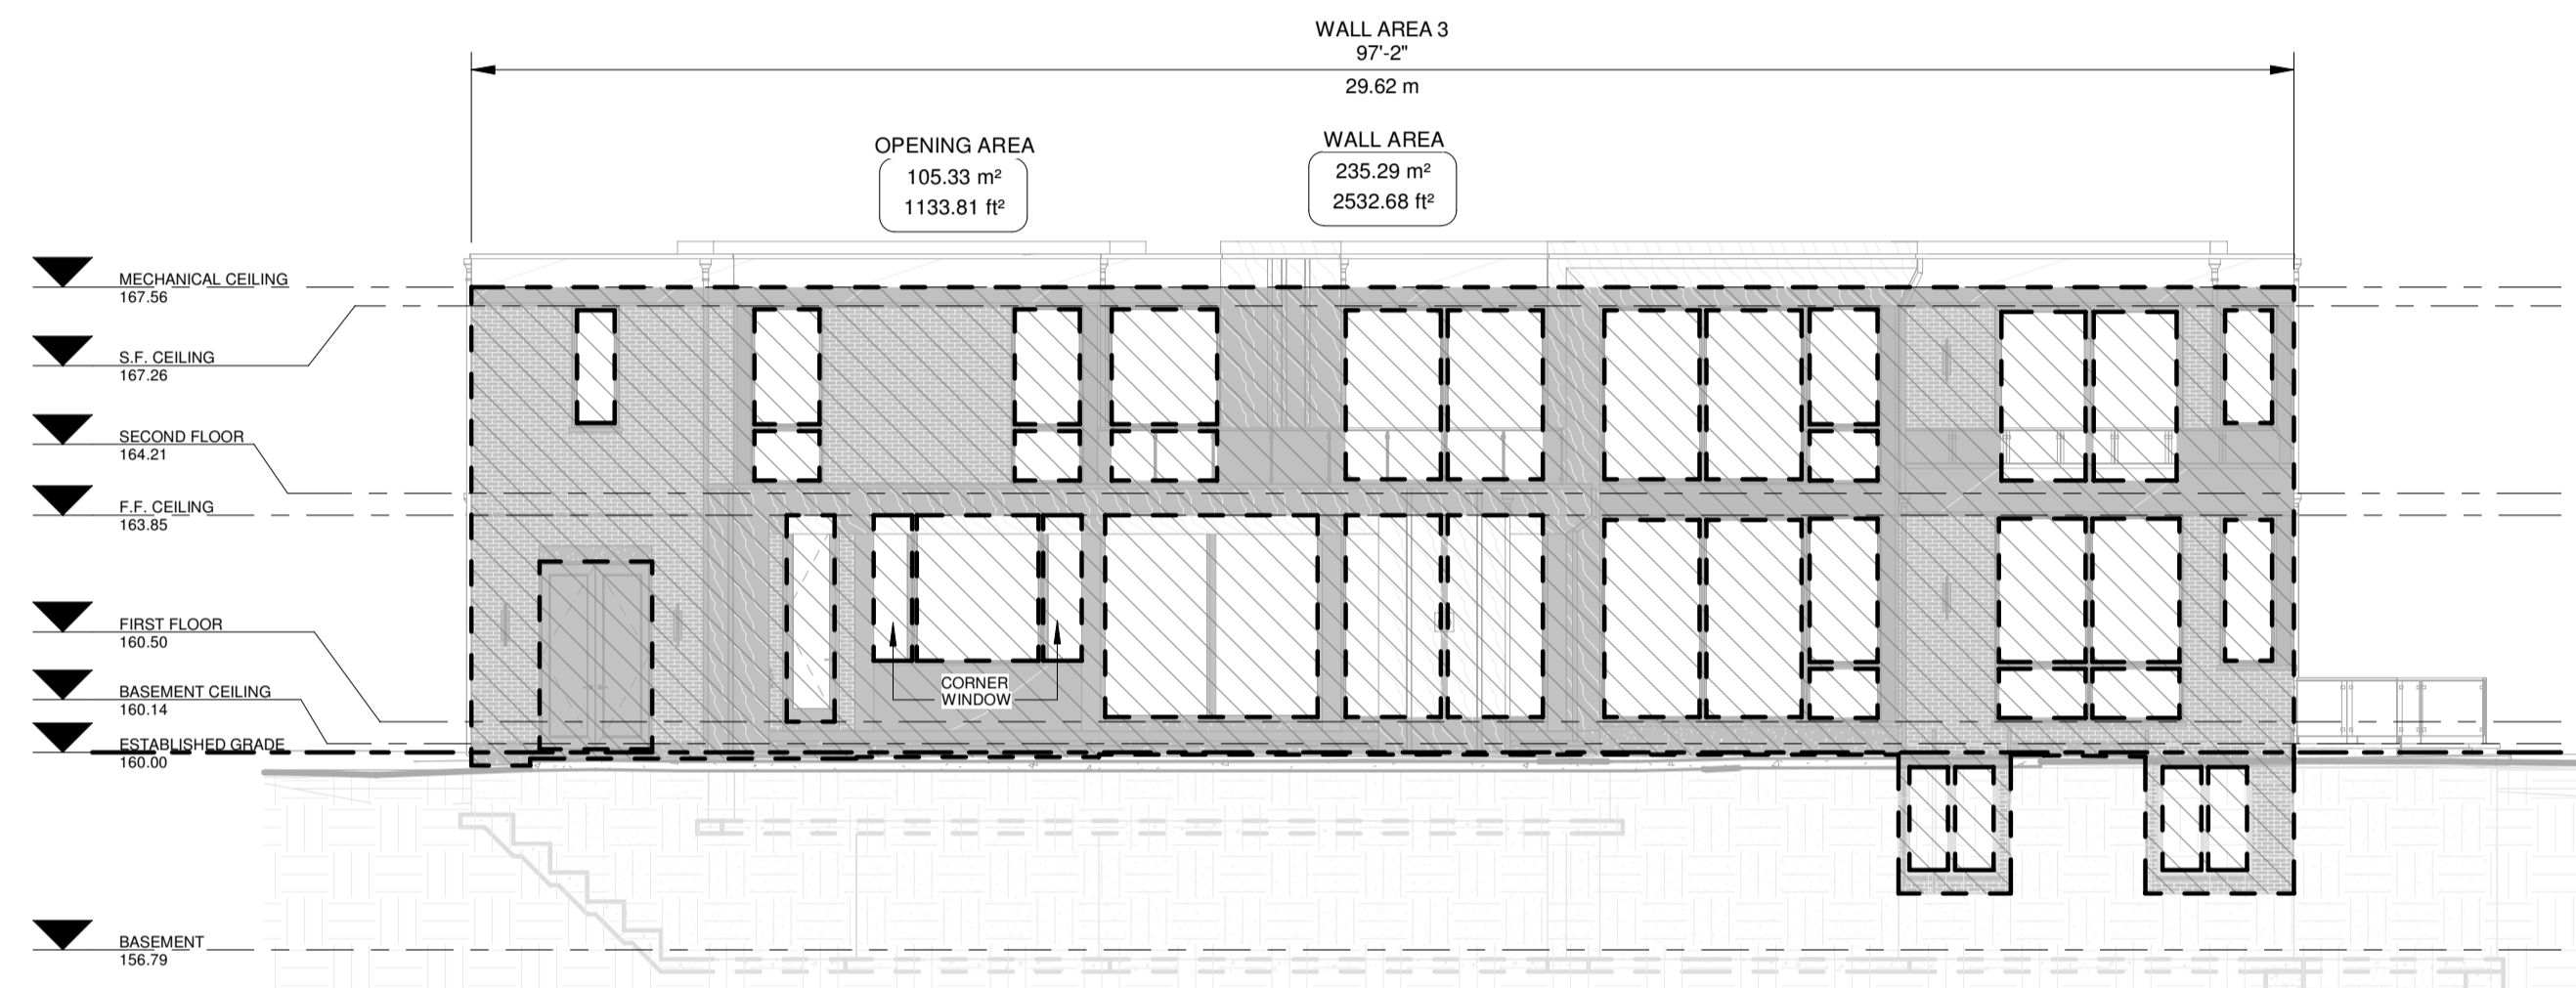 WALL AREA 3
97'-2"
29.62 m
OPENING AREA
105.33 m²
1133.81 ft²
WALL AREA
235.29 m²
2532.68 ft²
MECHANICAL CEILING
167.56
S.F. CEILING
167.26
SECOND FLOOR
164.21
F.F. CEILING
163.85
FIRST FLOOR
160.50
BASEMENT CEILING
160.14
ESTABLISHED GRADE
160.00
BASEMENT
156.79
CORNER
WINDOW